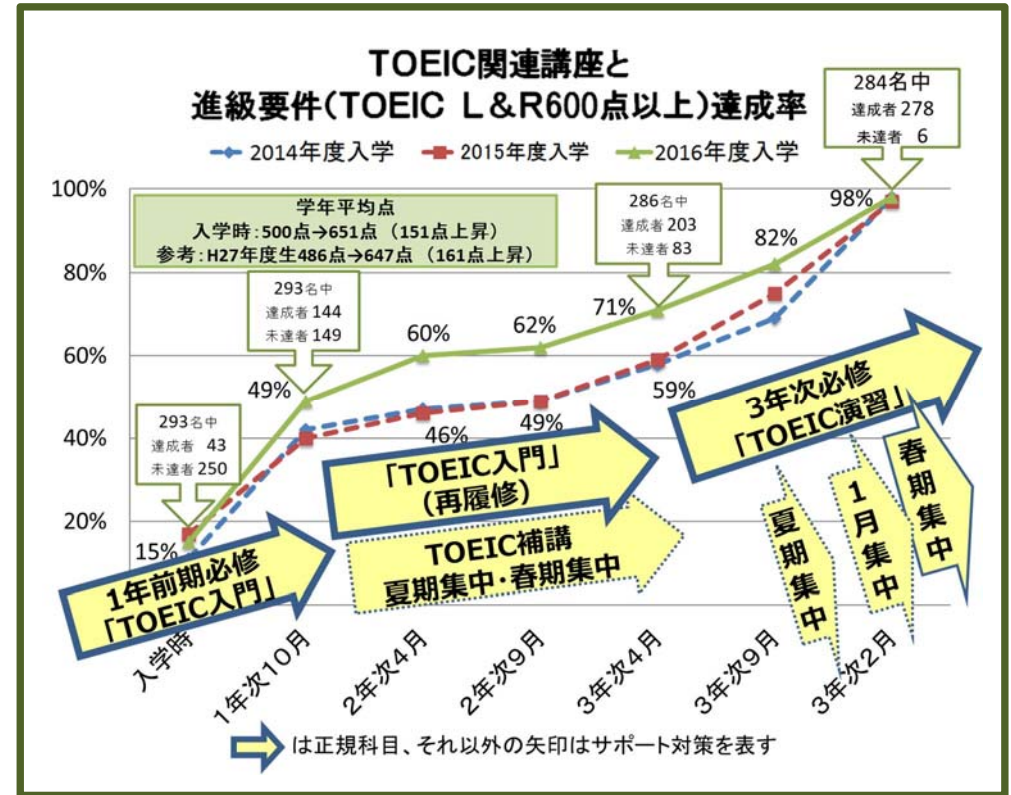 TOEIC関連講座と
進級要件(TOEIC L&R600点以上)達成率
2014年度入学 2015年度入学 2016年度入学
284名中
達成者 278
未達者 6
100%
80%
60%
40%
20%
学年平均点
入学時:500点→651点（151点上昇）
参考:H27年度生486点→647点（161点上昇）
293名中
達成者 43
未達者 250
293名中
達成者 144
未達者 149
286名中
達成者 203
未達者 83
15%
49%
60%
62%
71%
82%
98%
46%
49%
59%
1年前期必修
「TOEIC入門」
「TOEIC入門」
（再履修）
TOEIC補講
夏期集中・春期集中
3年次必修
「TOEIC演習」
夏期集中
1月集中
春期集中
入学時
1年次10月
2年次4月
2年次9月
3年次4月
3年次9月
3年次2月
は正規科目、それ以外の矢印はサポート対策を表す